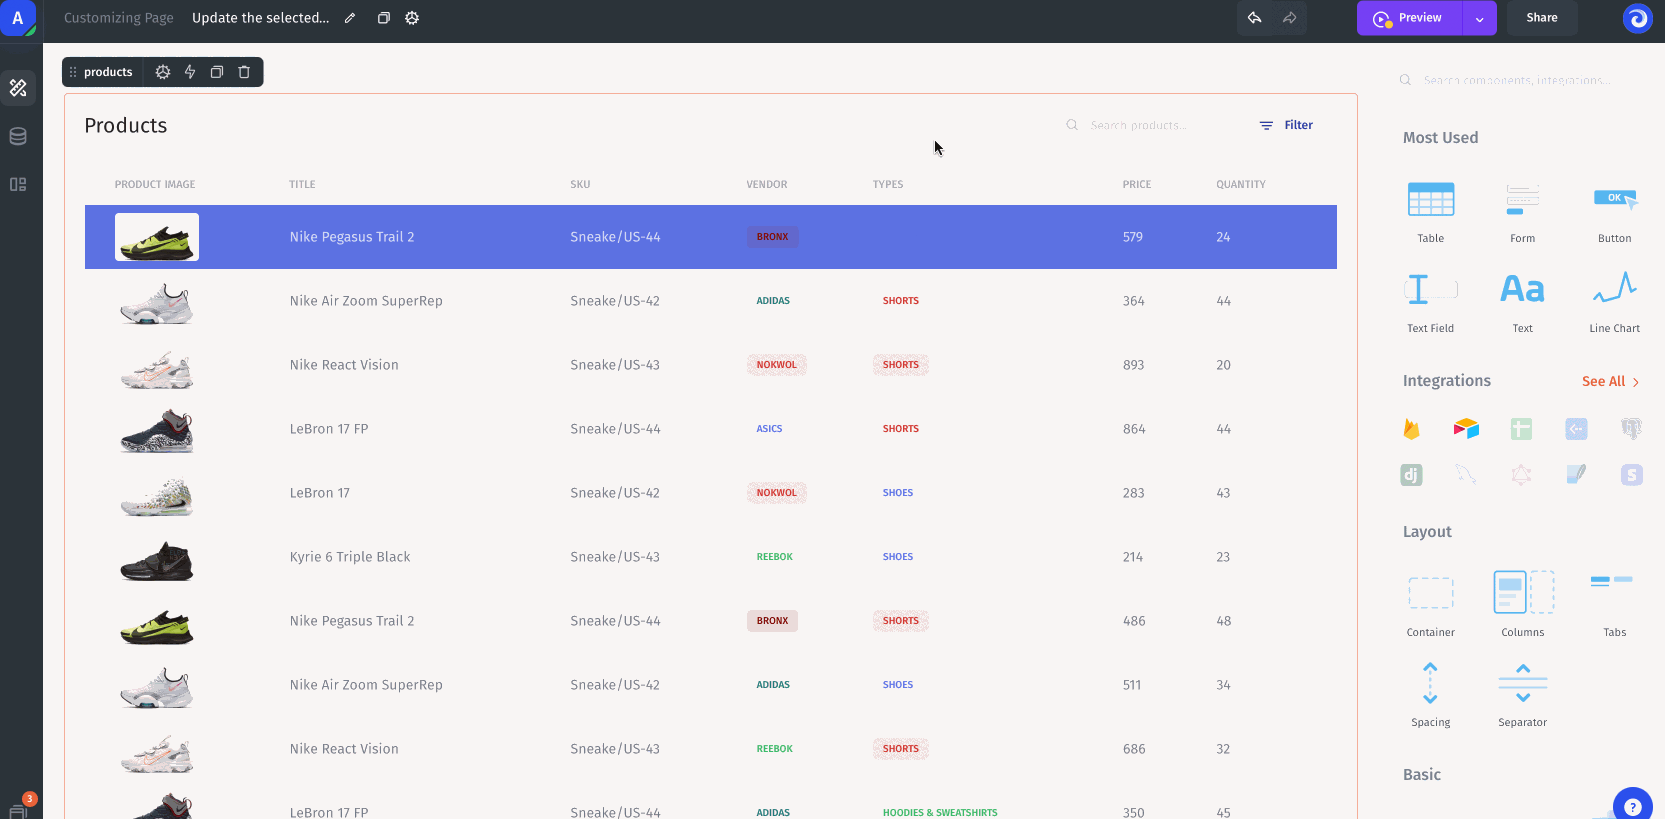 A Customizing Page Update the selected... Preview Share
products
Search components, integrations...
Products Search products... Filter
Most Used
PRODUCT IMAGE TITLE SKU VENDOR TYPES PRICE QUANTITY
Nike Pegasus Trail 2 Sneake/US-44 BRONX 579 24
OK
Table Form Button
Nike Air Zoom SuperRep Sneake/US-42 ADIDAS SHORTS 364 44
Aa
Text Field Text Line Chart
Nike React Vision Sneake/US-43 NOKWOL SHORTS 893 20
Integrations See All
LeBron 17 FP Sneake/US-44 ASICS SHORTS 864 44
dj S
LeBron 17 Sneake/US-42 NOKWOL SHOES 283 43
Layout
Kyrie 6 Triple Black Sneake/US-43 REEBOK SHOES 214 23
Nike Pegasus Trail 2 Sneake/US-44 BRONX SHORTS 486 48
Container Columns Tabs
Nike Air Zoom SuperRep Sneake/US-42 ADIDAS SHOES 511 34
Spacing Separator
Nike React Vision Sneake/US-43 REEBOK SHORTS 686 32
Basic
3
LeBron 17 FP Sneake/US-44 ADIDAS HOODIES & SWEATSHIRTS 350 45
?